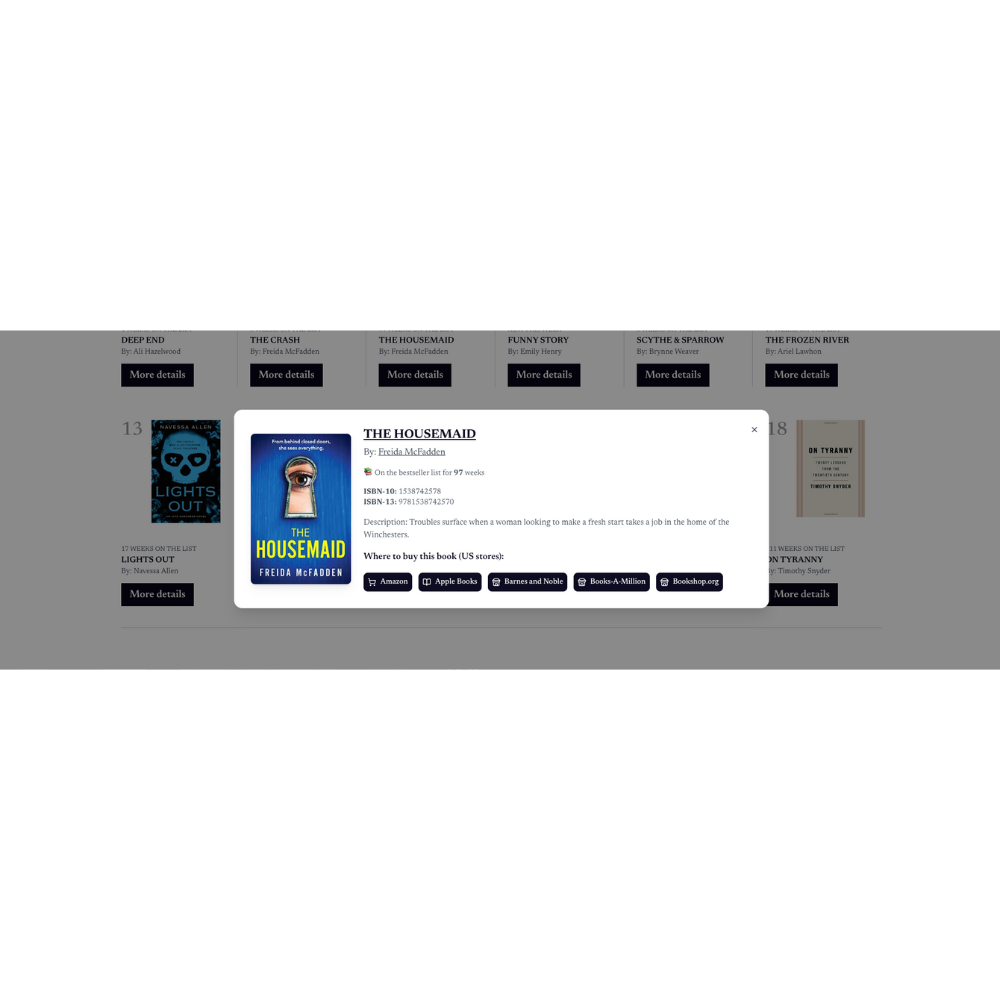 DEEP END
By: Ali Hazelwood
More details
THE CRASH
By: Freida McFadden
More details
THE HOUSEMAID
By: Freida McFadden
More details
FUNNY STORY
By: Emily Henry
More details
SCYTHE & SPARROW
By: Brynne Weaver
More details
THE FROZEN RIVER
By: Ariel Lawhon
More details
13
NAVESSA ALLEN
LIGHTS
OUT
17 WEEKS ON THE LIST
LIGHTS OUT
By: Navessa Allen
More details
From behind closed doors,
she sees everything.
THE
HOUSEMAID
FREIDA McFADDEN
THE HOUSEMAID
By: Freida McFadden
On the bestseller list for 97 weeks
ISBN-10: 1538742578
ISBN-13: 9781538742570
Description: Troubles surface when a woman looking to make a fresh start takes a job in the home of the
Winchesters.
Where to buy this book (US stores):
Amazon
Apple Books
Barnes and Noble
Books-A-Million
Bookshop.org
×
18
ON TYRANNY
TWENTY LESSONS
FROM THE
TWENTIETH CENTURY
TIMOTHY SNYDER
11 WEEKS ON THE LIST
ON TYRANNY
By: Timothy Snyder
More details